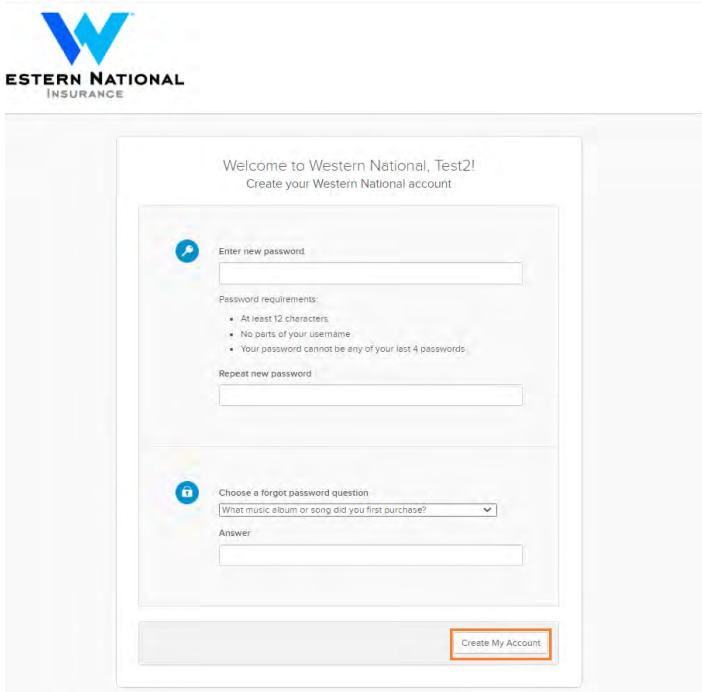 ESTERN NATIONAL
INSURANCE
Welcome to Western National, Test2!
Create your Western National account
Enter new password
Password requirements:
• At least 12 characters
• No parts of your username
• Your password cannot be any of your last 4 passwords
Repeat new password
Choose a forgot password question
What music album or song did you first purchase?
Answer
Create My Account